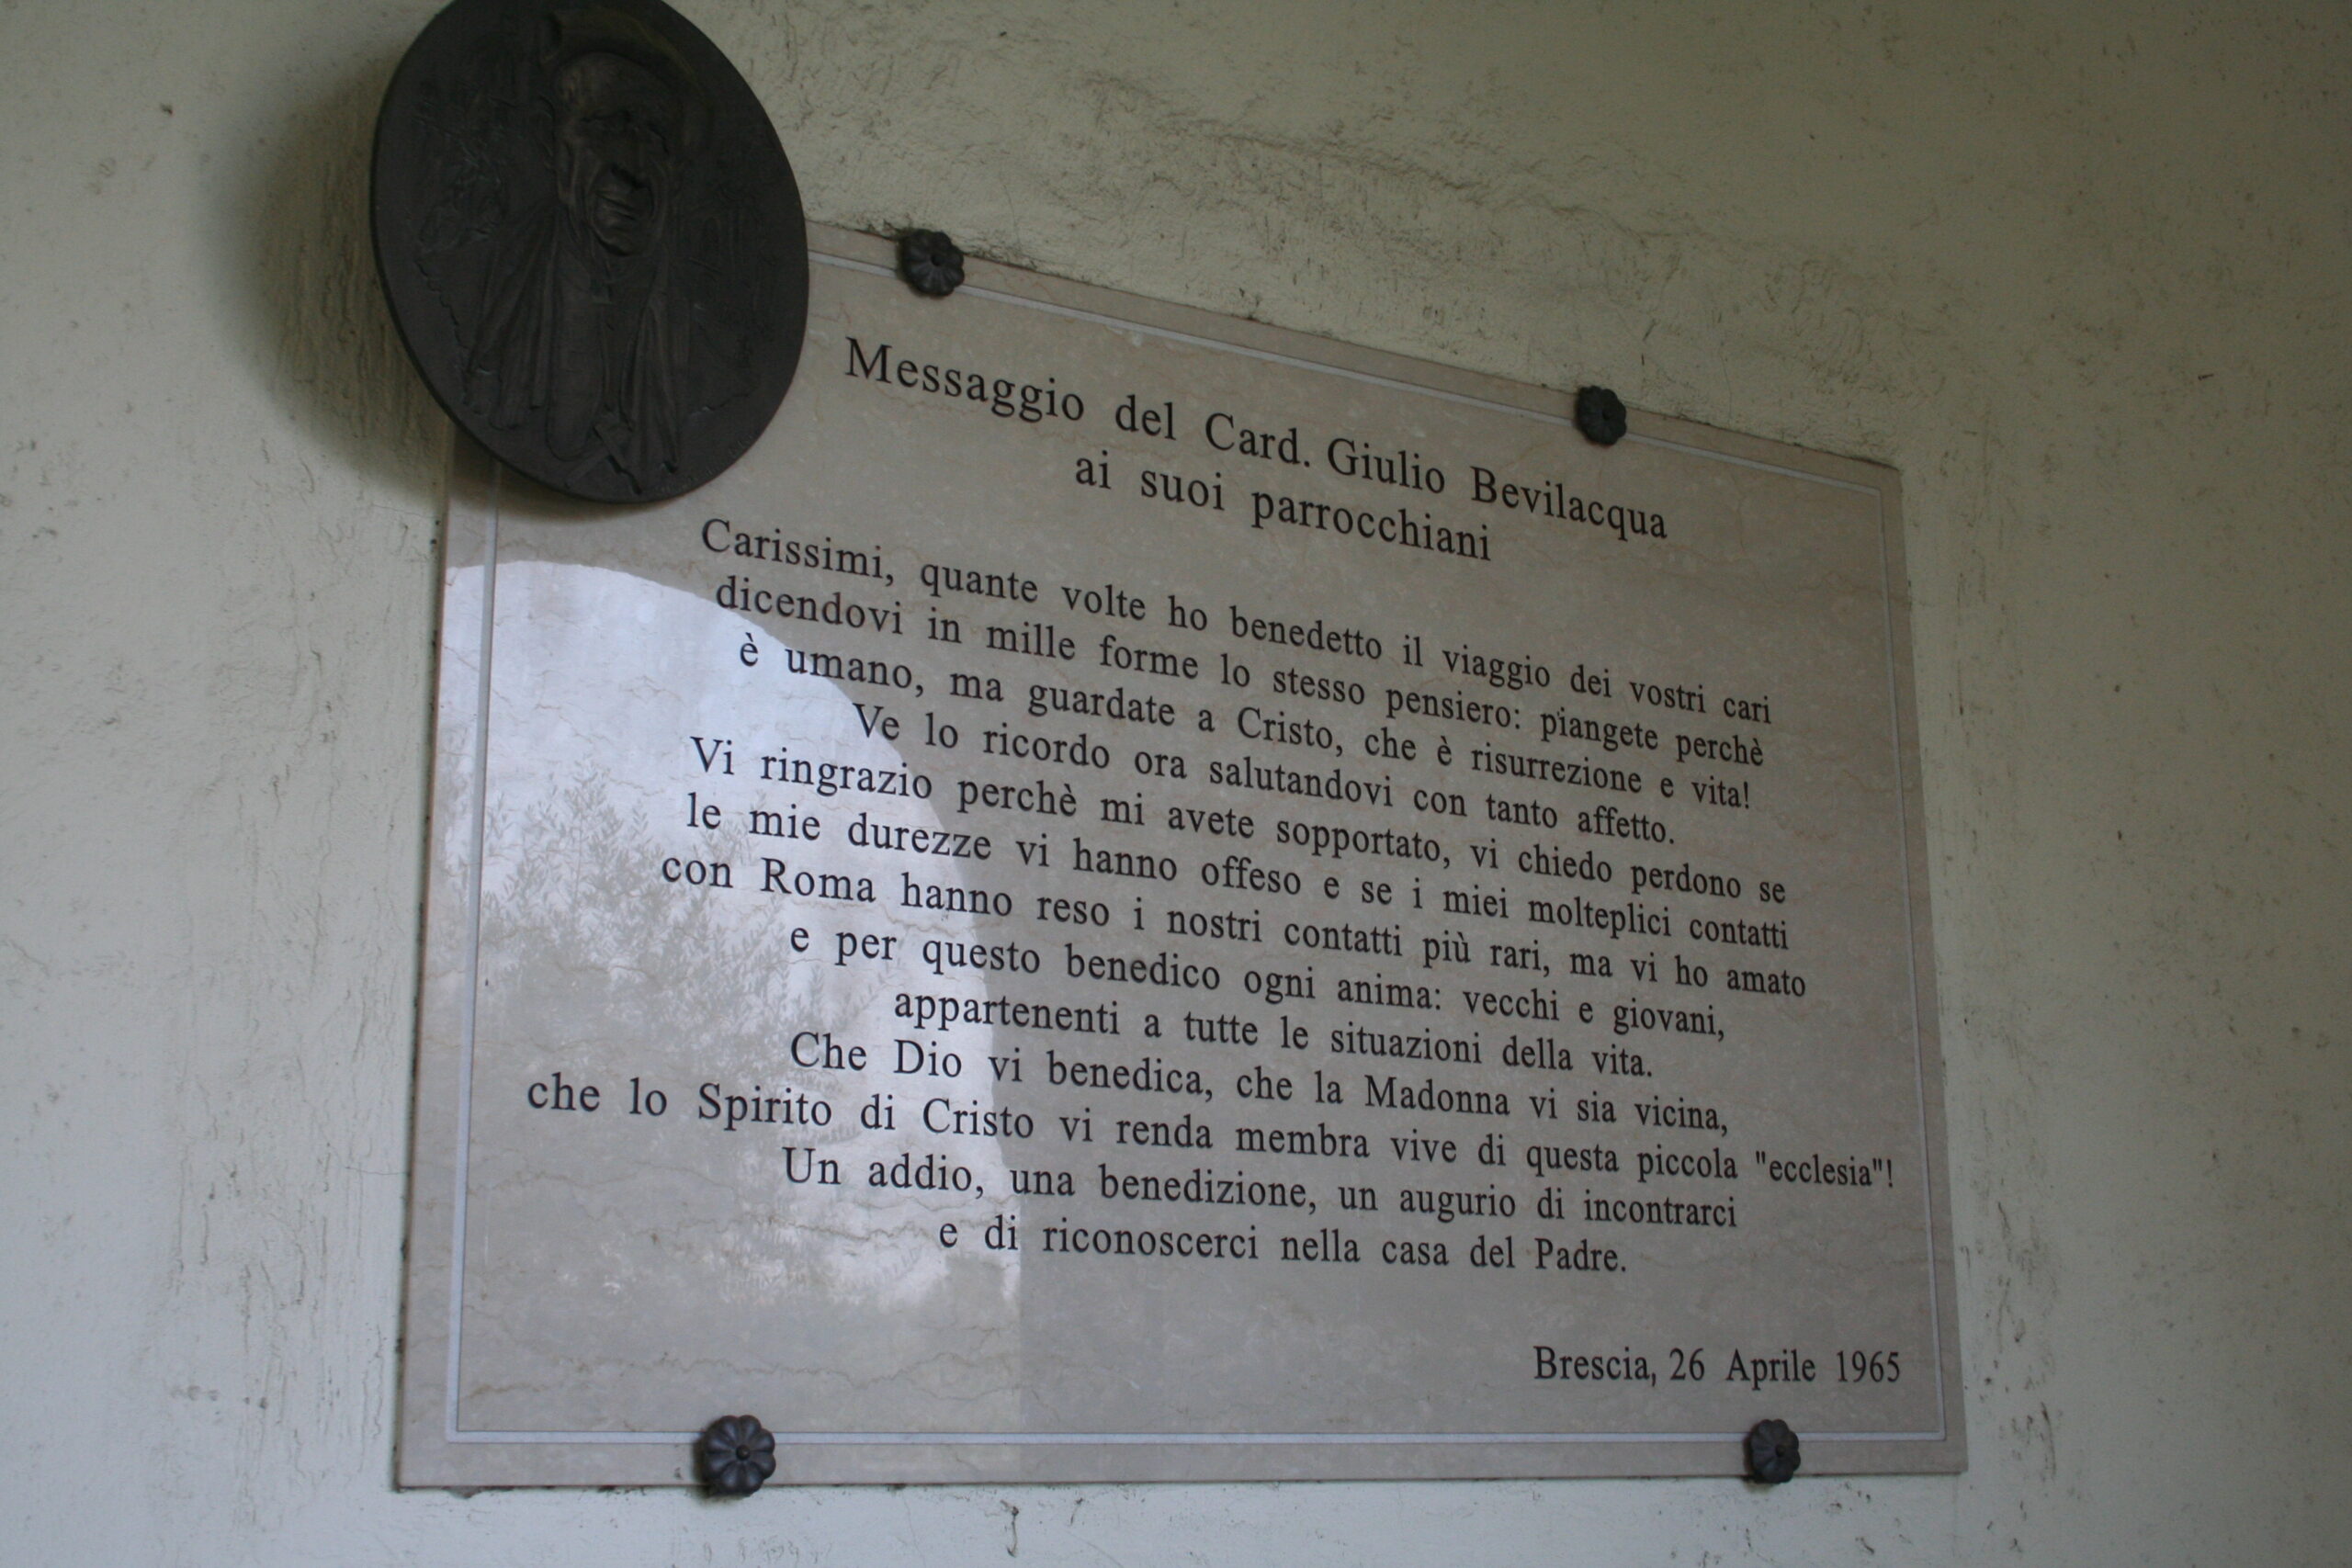 Messaggio del Card. Giulio Bevilacqua
ai suoi parrocchiani
Carissimi, quante volte ho benedetto il viaggio dei vostri cari
dicendovi in mille forme lo stesso pensiero: piangete perchè
è umano, ma guardate a Cristo, che è risurrezione e vita!
Ve lo ricordo ora salutandovi con tanto affetto.
Vi ringrazio perchè mi avete sopportato, vi chiedo perdono se
le mie durezze vi hanno offeso e se i miei molteplici contatti
con Roma hanno reso i nostri contatti più rari, ma vi ho amato
e per questo benedico ogni anima: vecchi e giovani,
appartenenti a tutte le situazioni della vita.
Che Dio vi benedica, che la Madonna vi sia vicina,
che lo Spirito di Cristo vi renda membra vive di questa piccola "ecclesia"!
Un addio, una benedizione, un augurio di incontrarci
e di riconoscerci nella casa del Padre.
Brescia, 26 Aprile 1965